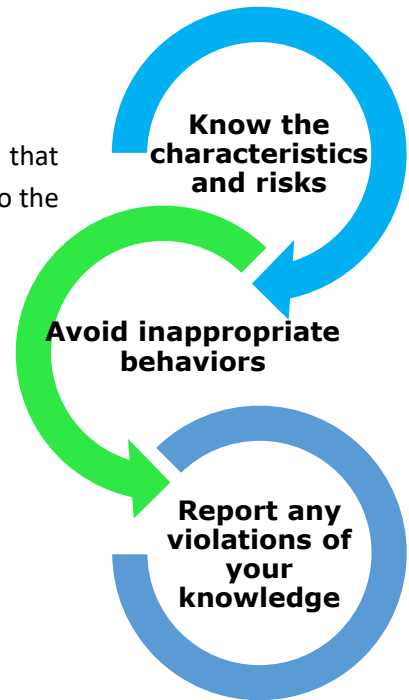 Know the
characteristics
and risks
that
o the
Avoid inappropriate
behaviors
Report any
violations of
your
knowledge